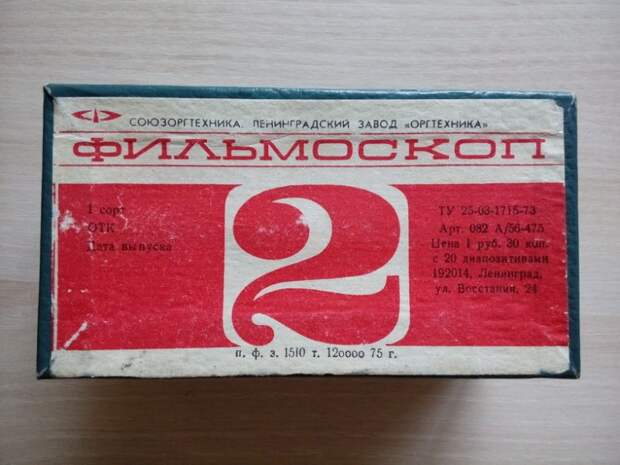 СОЮЗОРГТЕХНИКА. ЛЕНИНГРАДСКИЙ ЗАВОД «ОРГТЕХНИКА»
ФИЛЬМОСКОП
2
1 сорт
ОТК
Дата выпуска
ТУ 25-03-1715-73
Арт. 082 А/56-475
Цена 1 руб. 30 коп.
с 20 диапозитивами
192014, Ленинград,
ул. Восстания, 24
п. ф. з. 1510 т. 120000 75 г.